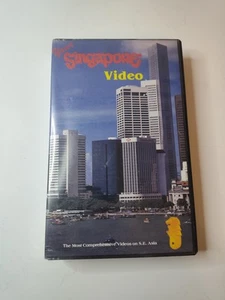 Singapore
Video
The Most Comprehensive Videos on S.E. Asia